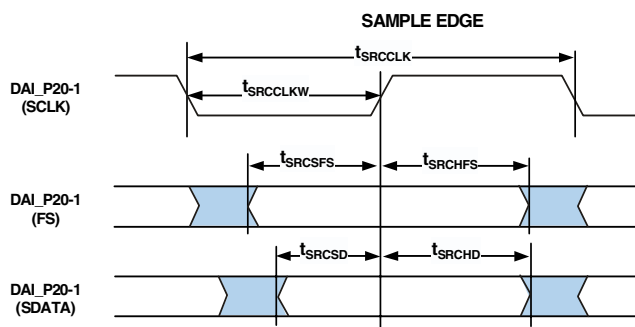 SAMPLE EDGE
tSRCCLK
DAI_P20-1
(SCLK)
tSRCCLKW
tSRCSFS
tSRCHFS
DAI_P20-1
(FS)
tSRCSD
tSRCHD
DAI_P20-1
(SDATA)